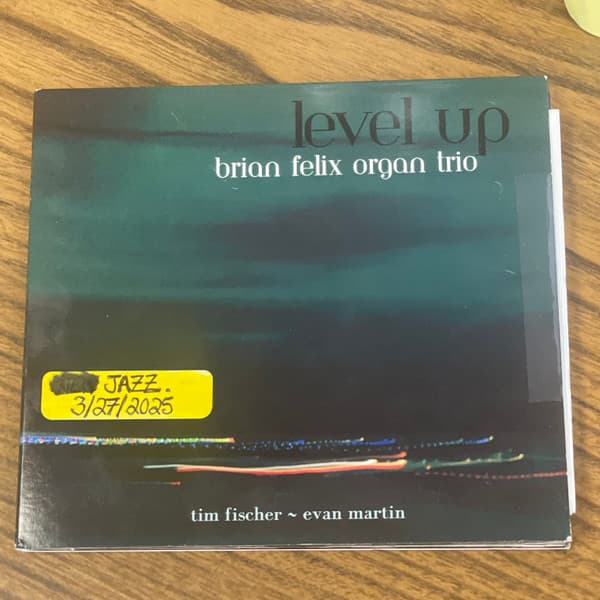 level up
brian felix organ trio
JAZZ.
3/27/2025
tim fischer ~ evan martin